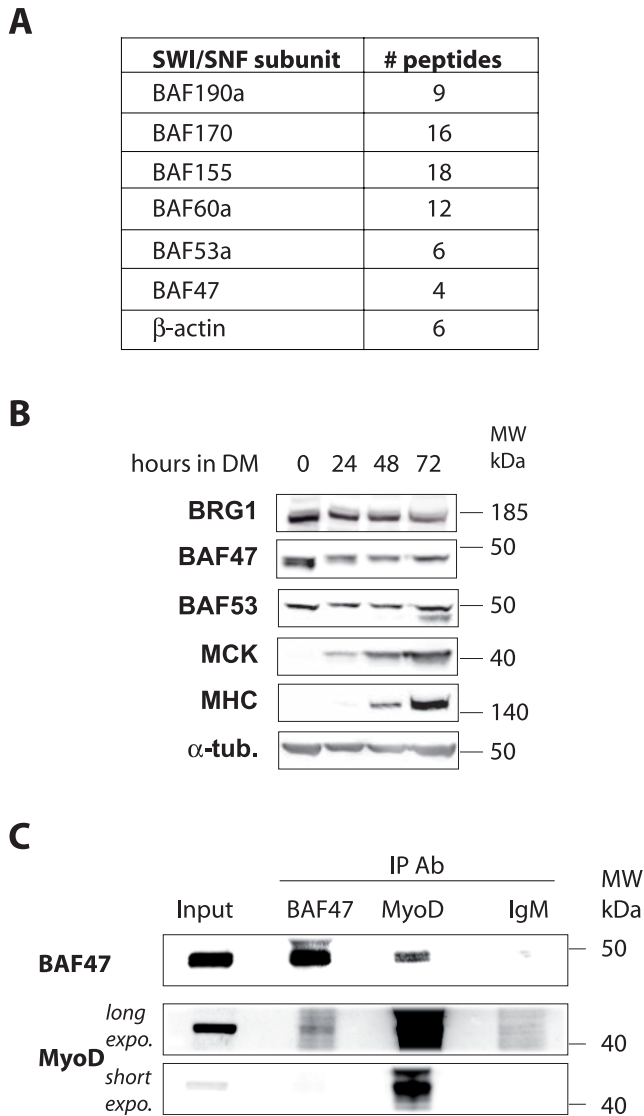 A
SWI/SNF subunit # peptides
BAF190a 9
BAF170 16
BAF155 18
BAF60a 12
BAF53a 6
BAF47 4
β-actin 6
B
MW
hours in DM 0 24 48 72 kDa
BRG1 185
BAF47 50
BAF53 50
MCK 40
MHC 140
α-tub. 50
C
IP Ab
MW
Input BAF47 MyoD IgM kDa
BAF47 50
long
expo. 40
MyoD
short
expo. 40